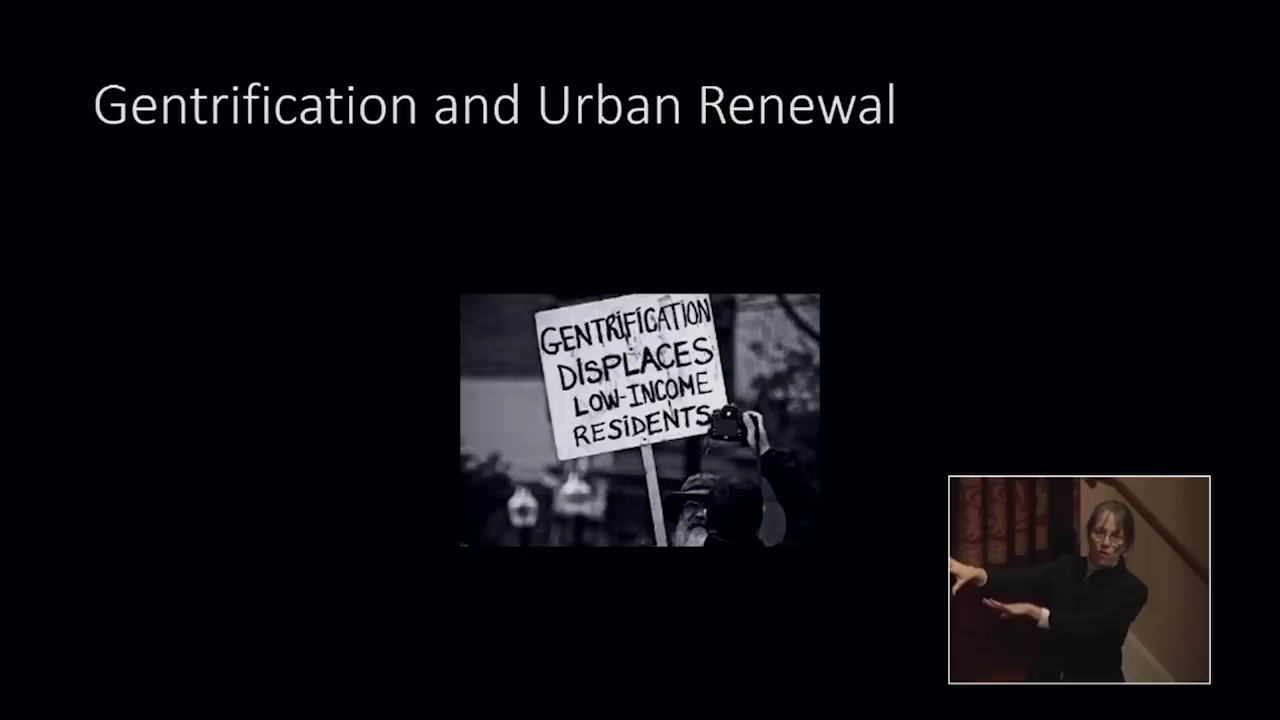 Gentrification and Urban Renewal
GENTRIFICATION
DISPLACES
LOW-INCOME
RESIDENTS